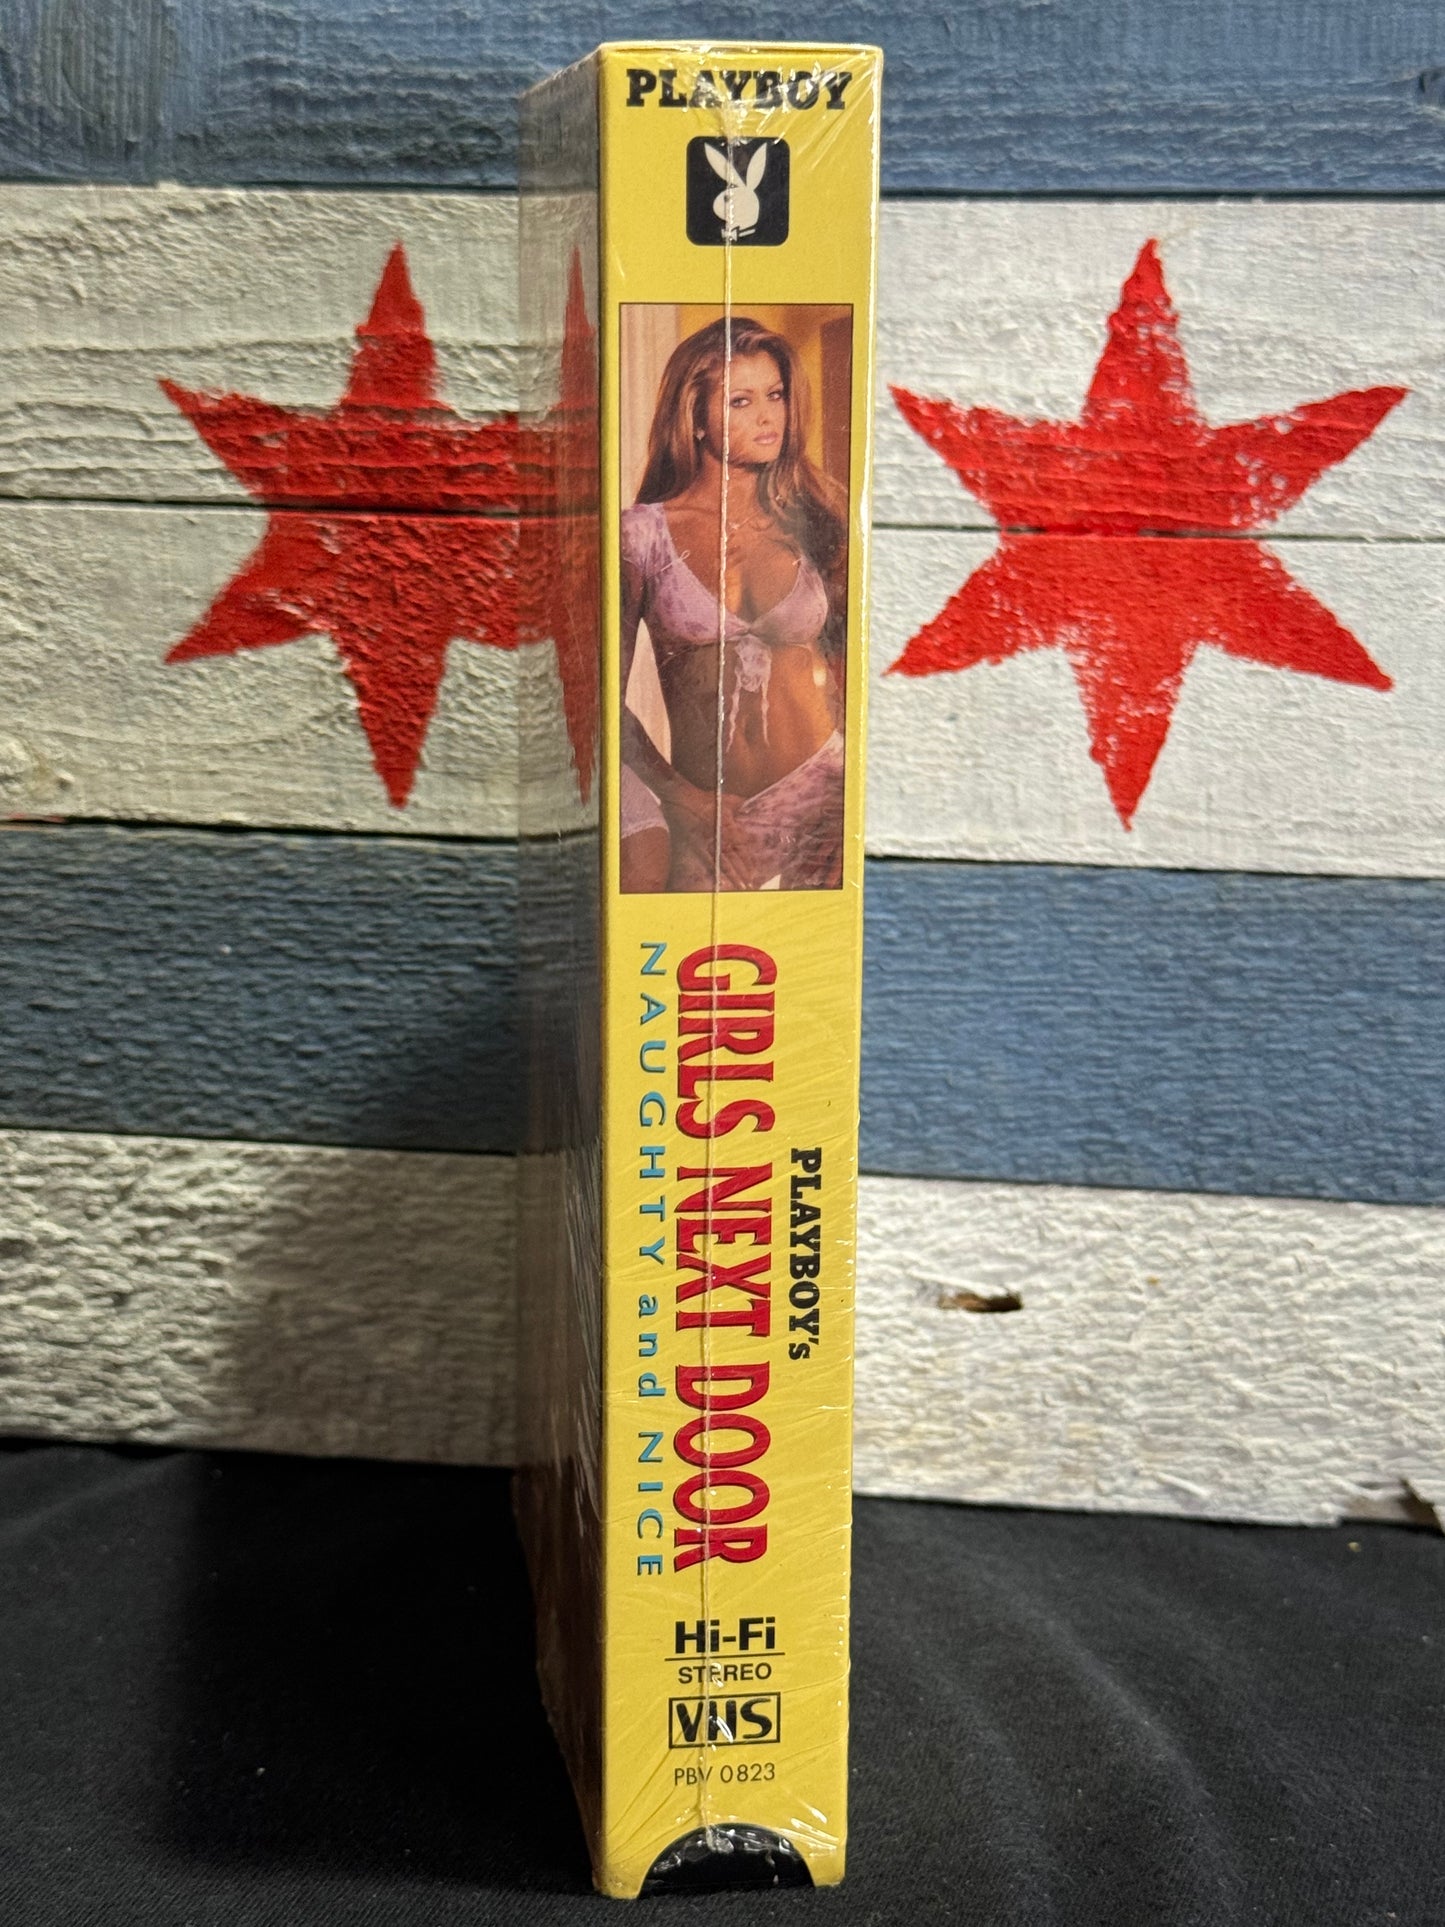 PLAYBOY
PLAYBOY's
GIRLS NEXT DOOR
NAUGHTY and NICE
Hi-Fi
STEREO
VHS
PBV 0823